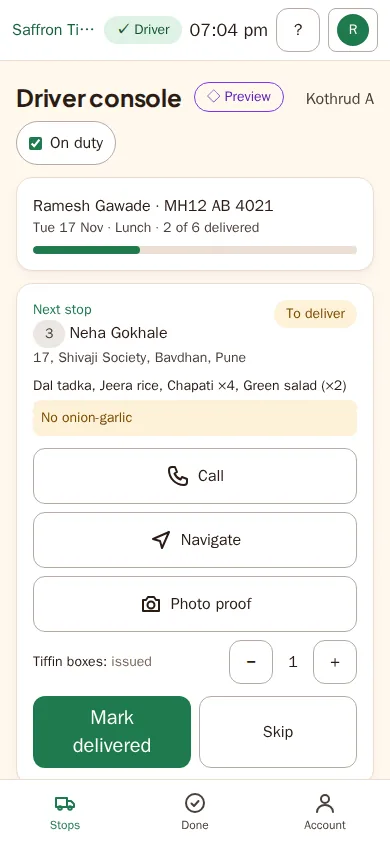 Saffron Ti···
✓ Driver
07:04 pm
?
R
Driver console
◇ Preview
Kothrud A
On duty
Ramesh Gawade · MH12 AB 4021
Tue 17 Nov · Lunch · 2 of 6 delivered
Next stop
To deliver
3 Neha Gokhale
17, Shivaji Society, Bavdhan, Pune
Dal tadka, Jeera rice, Chapati ×4, Green salad (×2)
No onion-garlic
Call
Navigate
Photo proof
Tiffin boxes: issued
− 1 +
Mark
delivered
Skip
Stops
Done
Account